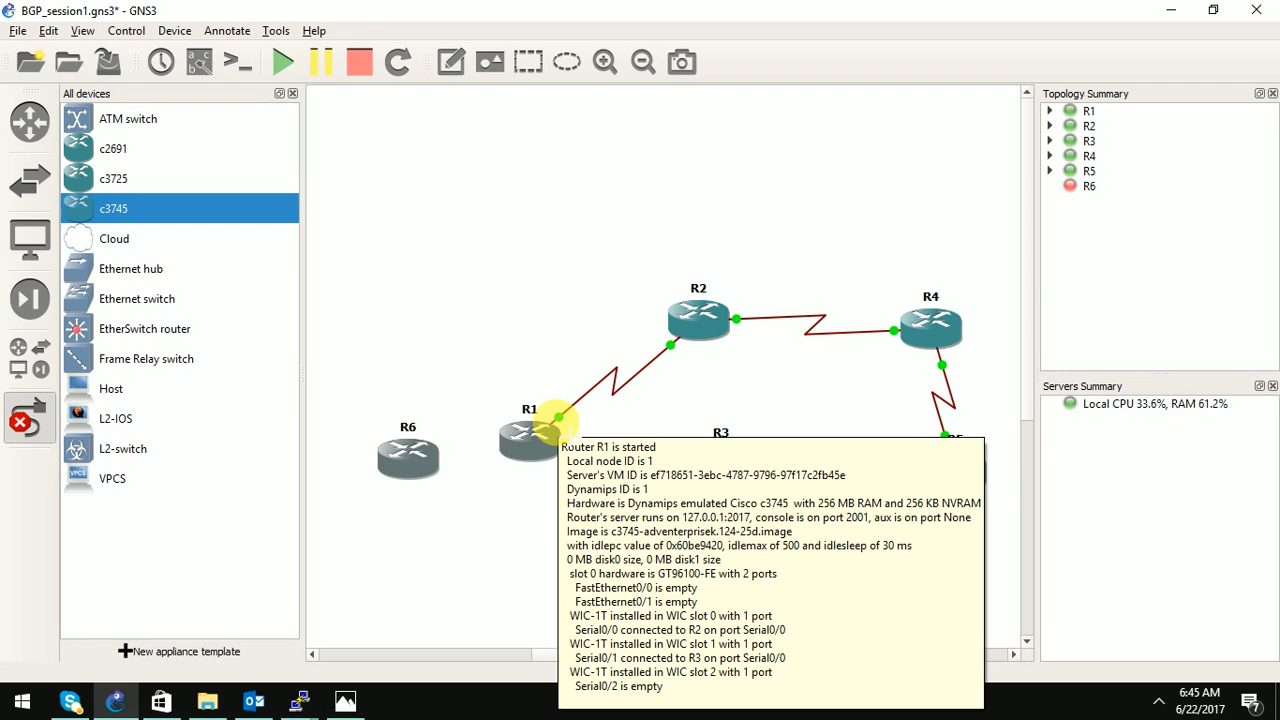 BGP_session1.gns3* - GNS3
File Edit View Control Device Annotate Tools Help
All devices
ATM switch
c2691
c3725
c3745
Cloud
Ethernet hub
Ethernet switch
EtherSwitch router
Frame Relay switch
Host
L2-IOS
L2-switch
VPCS
VPCS
New appliance template
R2
R4
R1
R6
R3
Router R1 is started
Local node ID is 1
Server's VM ID is ef718651-3ebc-4787-9796-97f17c2fb45e
Dynamips ID is 1
Hardware is Dynamips emulated Cisco c3745 with 256 MB RAM and 256 KB NVRAM
Router's server runs on 127.0.0.1:2017, console is on port 2001, aux is on port None
Image is c3745-adventerprisek.124-25d.image
with idlepc value of 0x60be9420, idlemax of 500 and idlesleep of 30 ms
0 MB disk0 size, 0 MB disk1 size
slot 0 hardware is GT96100-FE with 2 ports
FastEthernet0/0 is empty
FastEthernet0/1 is empty
WIC-1T installed in WIC slot 0 with 1 port
Serial0/0 connected to R2 on port Serial0/0
WIC-1T installed in WIC slot 1 with 1 port
Serial0/1 connected to R3 on port Serial0/0
WIC-1T installed in WIC slot 2 with 1 port
Serial0/2 is empty
Topology Summary
R1
R2
R3
R4
R5
R6
Servers Summary
Local CPU 33.6%, RAM 61.2%
6:45 AM
6/22/2017
7